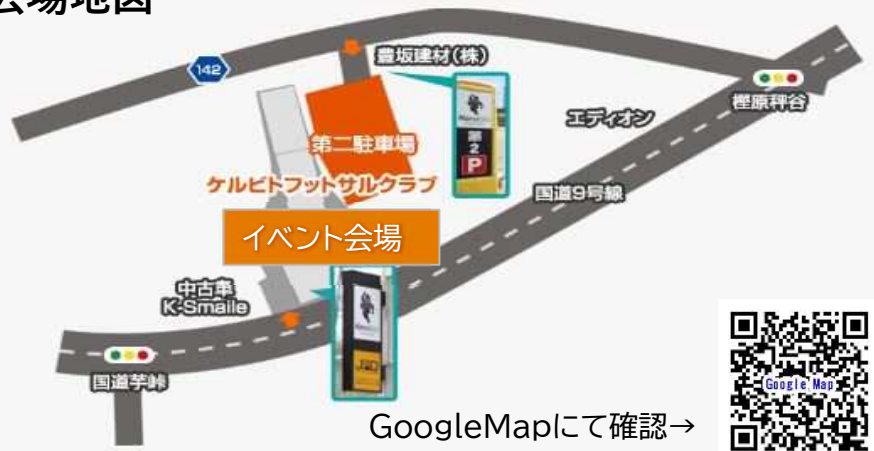 会場地図
142
豊坂建材(株)
樫原秤谷
エディオン
第2
P
第二駐車場
ケルビトフットサルクラブ
国道9号線
イベント会場
中古車
K-Smaile
国道芋峠
Google Map
GoogleMapにて確認→